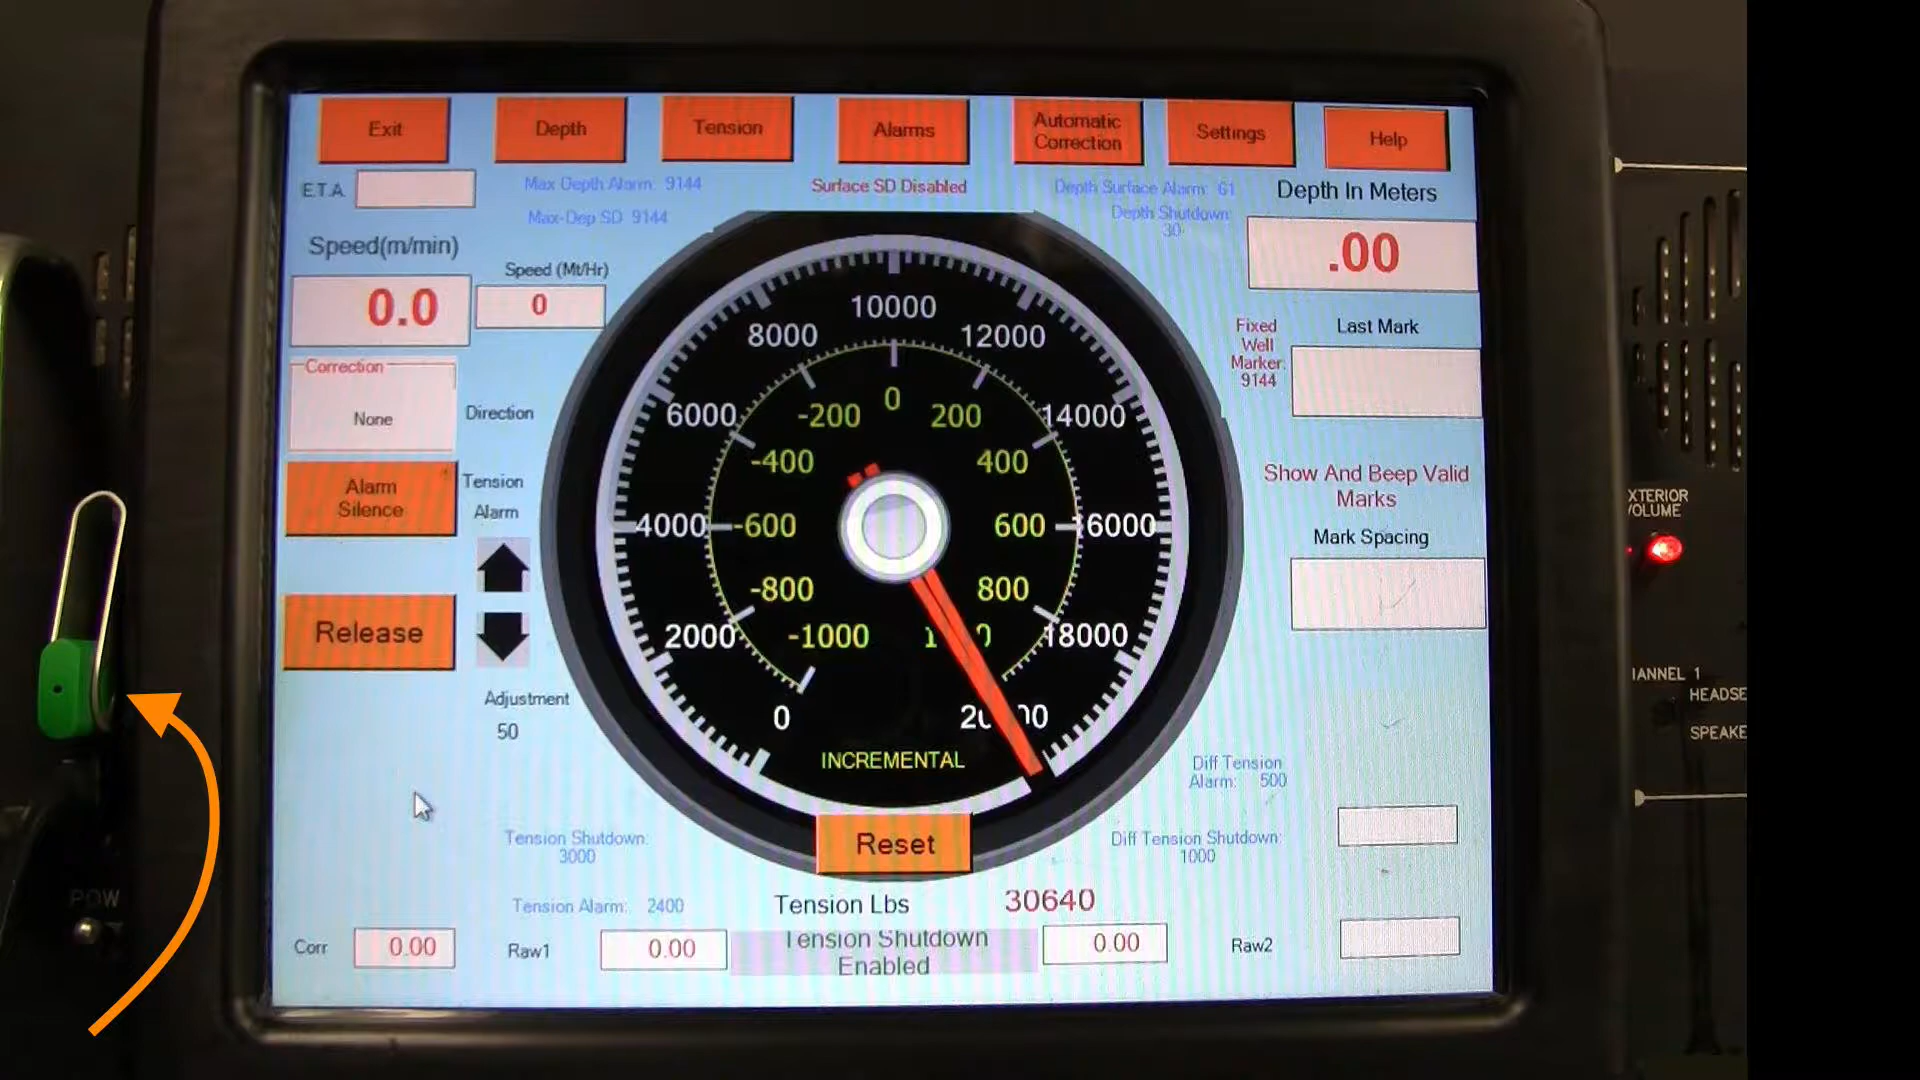 Exit
Depth
Tension
Alarms
Automatic
Correction
Settings
Help
E.T.A.
Max Depth Alarm: 9144
Max-Dep SD 9144
Surface SD Disabled
Depth Surface Alarm: 61
Depth Shutdown:
30
Depth In Meters
.00
Speed(m/min)
0.0
Speed (Mt/Hr)
0
Correction
None
Direction
Alarm
Silence
Tension
Alarm
Release
Adjustment
50
0
2000
4000
6000
8000
10000
12000
14000
16000
18000
-1000
-800
-600
-400
-200
0
200
400
600
800
INCREMENTAL
Reset
Fixed
Well
Marker:
9144
Last Mark
Show And Beep Valid
Marks
Mark Spacing
Diff Tension
Alarm: 500
Tension Shutdown:
3000
Diff Tension Shutdown:
1000
Tension Alarm: 2400
Tension Lbs
30640
Corr
0.00
Raw1
0.00
Tension Shutdown
Enabled
0.00
Raw2
POW
XTERIOR
VOLUME
HANNEL 1
HEADSE
SPEAKE